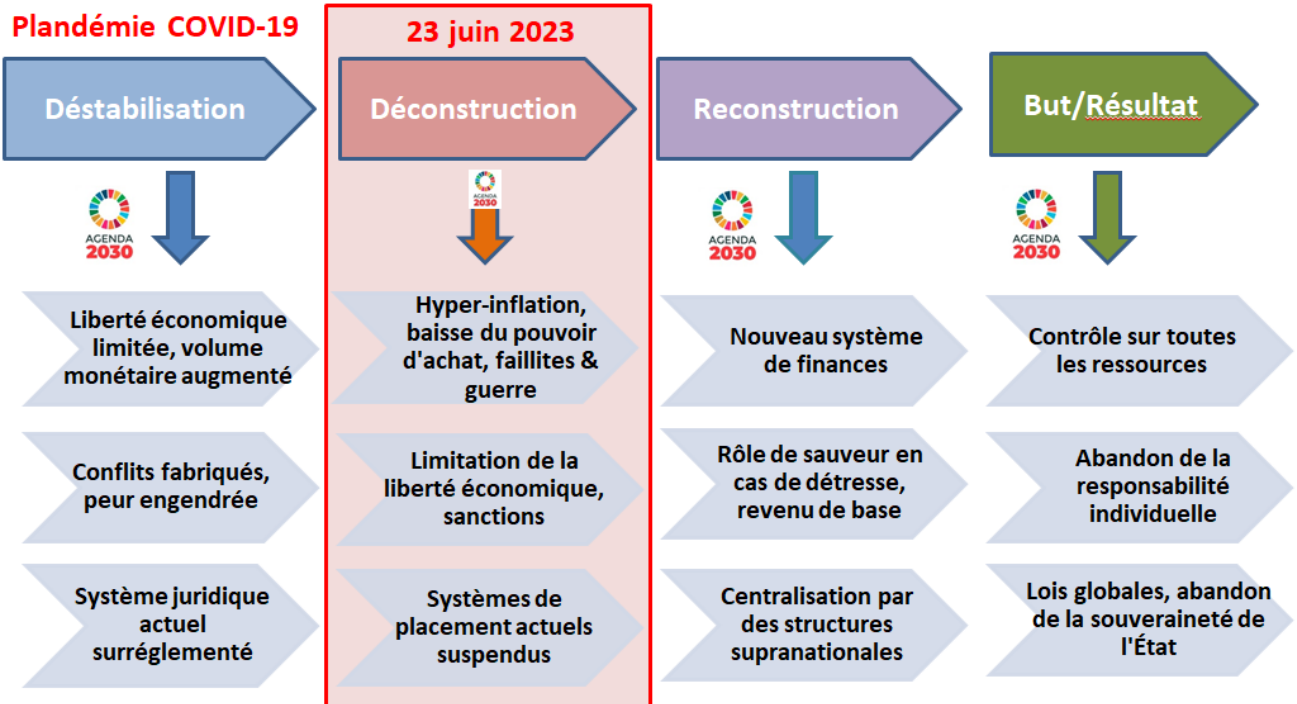 Plandémie COVID-19
23 juin 2023
Déstabilisation
Déconstruction
Reconstruction
But/Résultat
AGENDA
2030
AGENDA
2030
AGENDA
2030
AGENDA
2030
Liberté économique
limitée, volume
monétaire augmenté
Hyper-inflation,
baisse du pouvoir
d'achat, faillites &
guerre
Nouveau système
de finances
Contrôle sur toutes
les ressources
Conflits fabriqués,
peur engendrée
Limitation de la
liberté économique,
sanctions
Rôle de sauveur en
cas de détresse,
revenu de base
Abandon de la
responsabilité
individuelle
Système juridique
actuel
surréglementé
Systèmes de
placement actuels
suspendus
Centralisation par
des structures
supranationales
Lois globales, abandon
de la souveraineté de
l'État